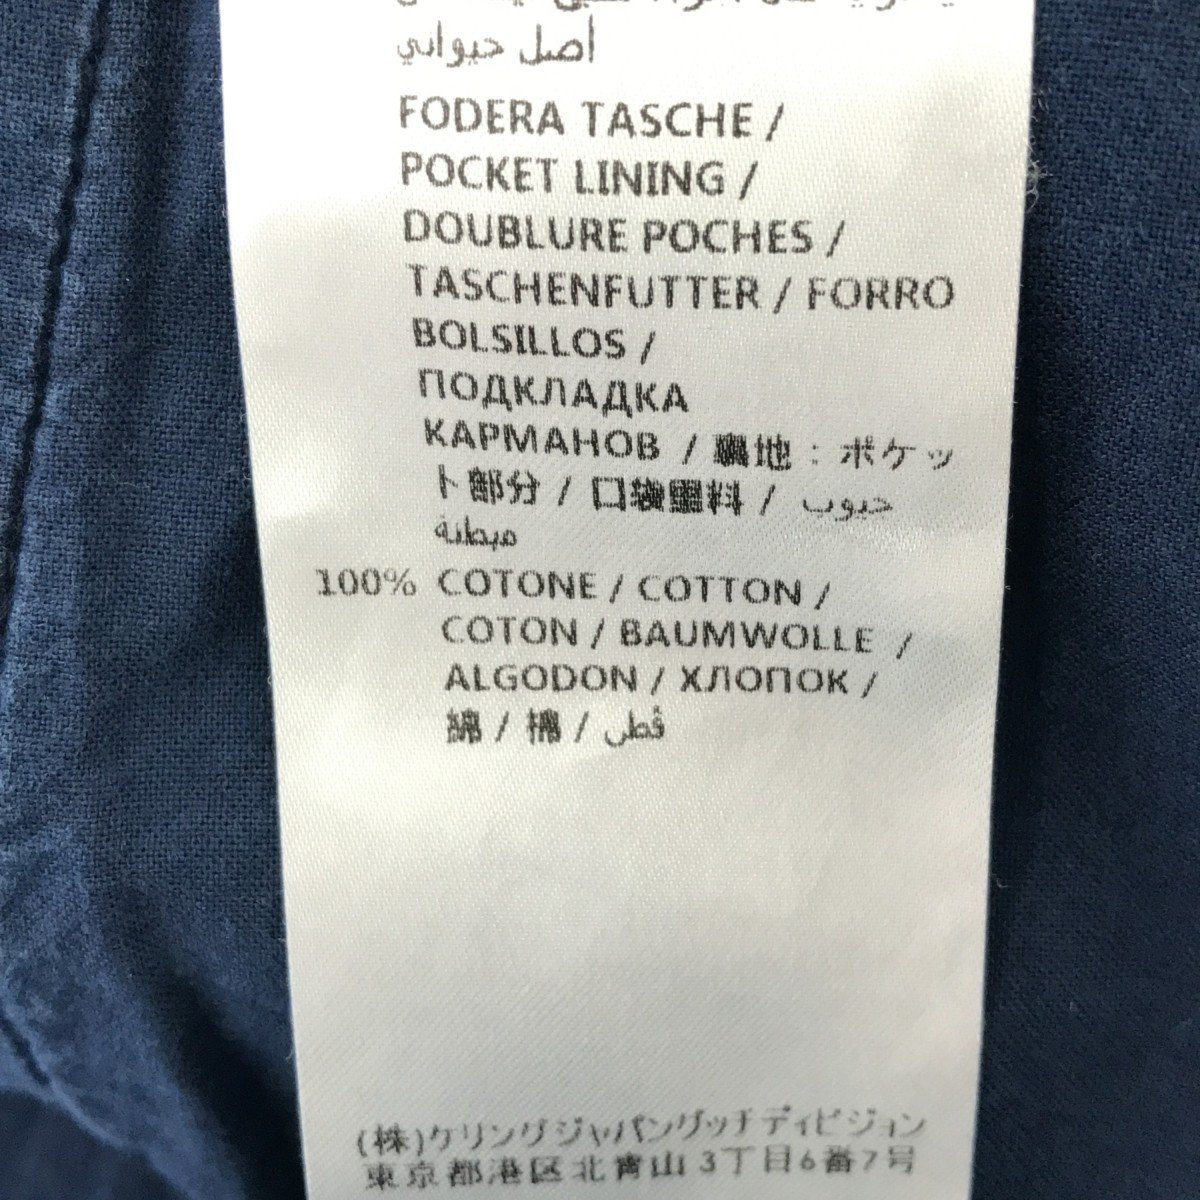 أصل حيواني
FODERA TASCHE /
POCKET LINING /
DOUBLURE POCHES /
TASCHENFUTTER / FORRO
BOLSILLOS /
ПОДКЛАДКА
КАРМАНОВ / 裏地 : ポケッ
ト部分 / 口袋里料 / جيوب
مبطنة
100% COTONE / COTTON /
COTON / BAUMWOLLE /
ALGODON / ХЛОПОК /
綿 / 棉 / قطن
(株)ケリングジャパングッチディビジョン
東京都港区北青山 3丁目6番7号